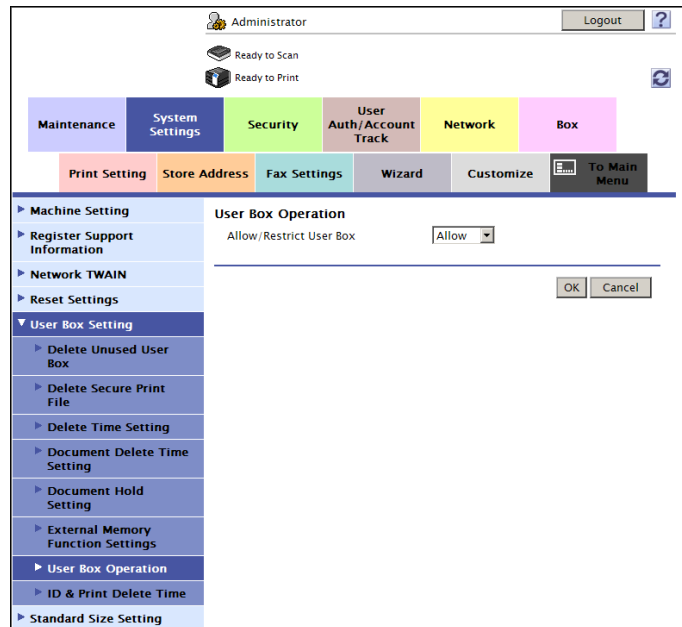 Administrator
Logout
?
Ready to Scan
Ready to Print
Maintenance
System
Settings
Security
User
Auth/Account
Track
Network
Box
Print Setting
Store Address
Fax Settings
Wizard
Customize
To Main
Menu
Machine Setting
Register Support
Information
Network TWAIN
Reset Settings
User Box Setting
Delete Unused User
Box
Delete Secure Print
File
Delete Time Setting
Document Delete Time
Setting
Document Hold
Setting
External Memory
Function Settings
User Box Operation
ID & Print Delete Time
Standard Size Setting
User Box Operation
Allow/Restrict User Box
Allow
OK
Cancel